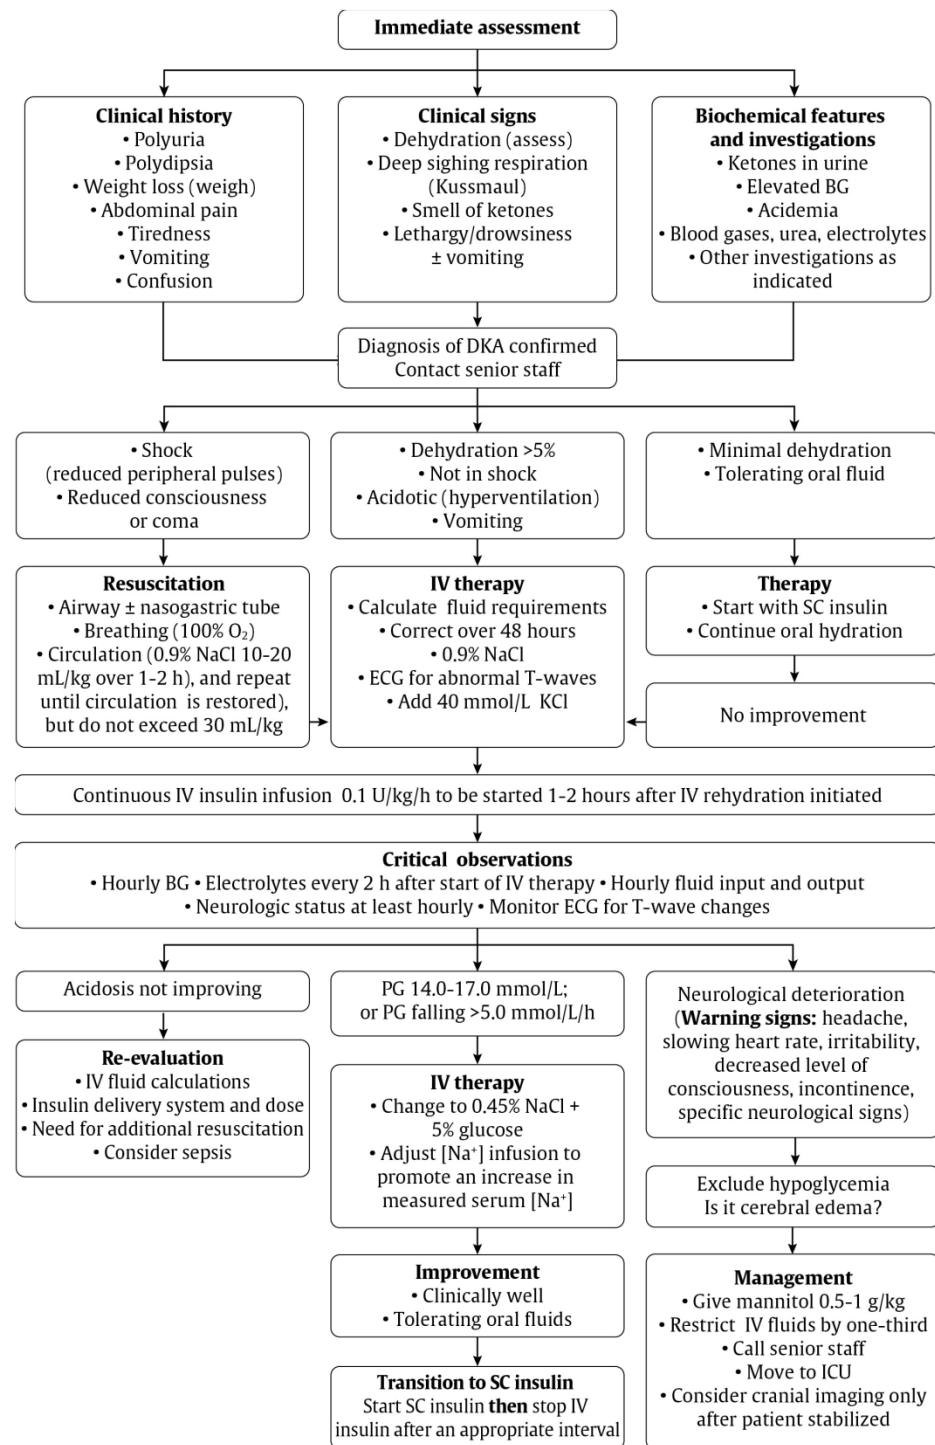 Immediate assessment
Clinical history
• Polyuria
• Polydipsia
• Weight loss (weigh)
• Abdominal pain
• Tiredness
• Vomiting
• Confusion
Clinical signs
• Dehydration (assess)
• Deep sighing respiration
(Kussmaul)
• Smell of ketones
• Lethargy/drowsiness
± vomiting
Biochemical features
and investigations
• Ketones in urine
• Elevated BG
• Acidemia
• Blood gases, urea, electrolytes
• Other investigations as
indicated
Diagnosis of DKA confirmed
Contact senior staff
• Shock
(reduced peripheral pulses)
• Reduced consciousness
or coma
• Dehydration >5%
• Not in shock
• Acidotic (hyperventilation)
• Vomiting
• Minimal dehydration
• Tolerating oral fluid
Resuscitation
• Airway ± nasogastric tube
• Breathing (100% O₂)
• Circulation (0.9% NaCl 10-20
mL/kg over 1-2 h), and repeat
until circulation is restored),
but do not exceed 30 mL/kg
IV therapy
• Calculate fluid requirements
• Correct over 48 hours
• 0.9% NaCl
• ECG for abnormal T-waves
• Add 40 mmol/L KCl
Therapy
• Start with SC insulin
• Continue oral hydration
No improvement
Continuous IV insulin infusion 0.1 U/kg/h to be started 1-2 hours after IV rehydration initiated
Critical observations
• Hourly BG • Electrolytes every 2 h after start of IV therapy • Hourly fluid input and output
• Neurologic status at least hourly • Monitor ECG for T-wave changes
Acidosis not improving
Re-evaluation
• IV fluid calculations
• Insulin delivery system and dose
• Need for additional resuscitation
• Consider sepsis
PG 14.0-17.0 mmol/L;
or PG falling >5.0 mmol/L/h
IV therapy
• Change to 0.45% NaCl +
5% glucose
• Adjust [Na⁺] infusion to
promote an increase in
measured serum [Na⁺]
Improvement
• Clinically well
• Tolerating oral fluids
Transition to SC insulin
Start SC insulin then stop IV
insulin after an appropriate interval
Neurological deterioration
(Warning signs: headache,
slowing heart rate, irritability,
decreased level of
consciousness, incontinence,
specific neurological signs)
Exclude hypoglycemia
Is it cerebral edema?
Management
• Give mannitol 0.5-1 g/kg
• Restrict IV fluids by one-third
• Call senior staff
• Move to ICU
• Consider cranial imaging only
after patient stabilized